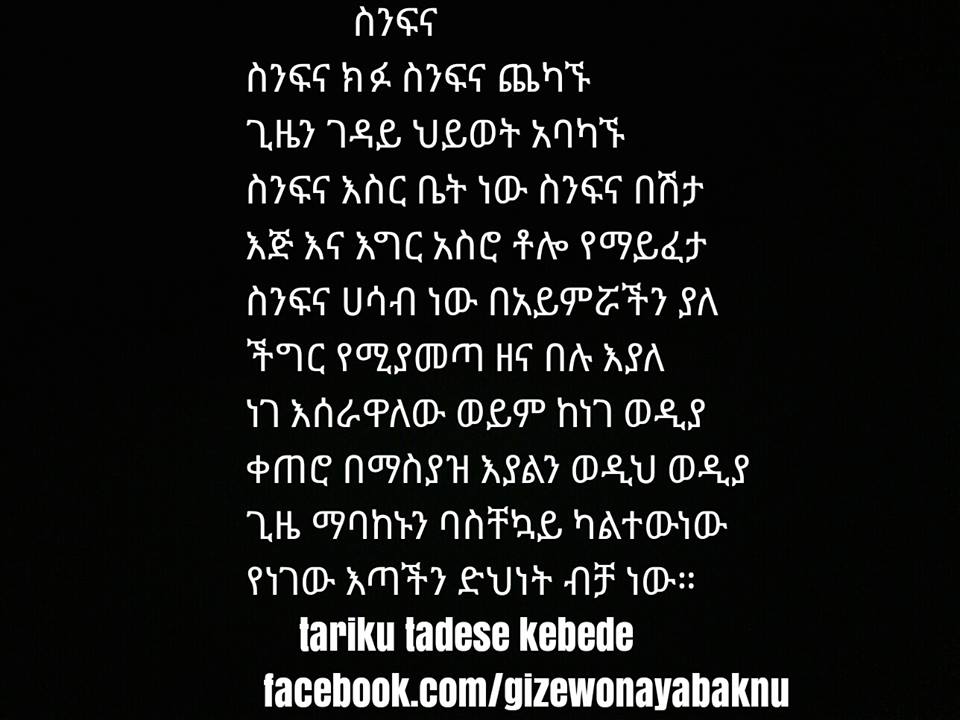 ስንፍና
ስንፍና ክፉ ስንፍና ጨካኙ
ጊዜን ገዳይ ህይወት አባካኙ
ስንፍና እስር ቤት ነው ስንፍና በሽታ
እጅ እና እግር አስሮ ቶሎ የማይፈታ
ስንፍና ሀሳብ ነው በአይምሯችን ያለ
ችግር የሚያመጣ ዘና በሉ እያለ
ነገ እሰራዋለው ወይም ከነገ ወዲያ
ቀጠሮ በማስያዝ እያልን ወዲህ ወዲያ
ጊዜ ማባከኑን ባስቸኳይ ካልተውነው
የነገው እጣችን ድህነት ብቻ ነው።
tariku tadese kebede
facebook.com/gizewonayabaknu